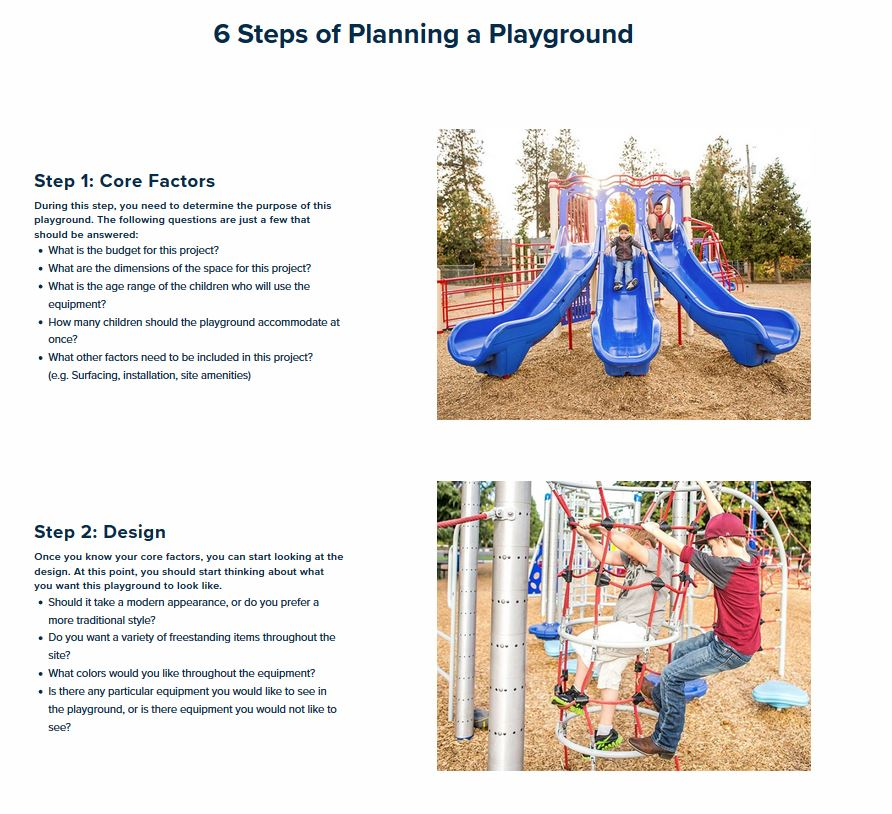 6 Steps of Planning a Playground
Step 1: Core Factors
During this step, you need to determine the purpose of this
playground. The following questions are just a few that
should be answered:
• What is the budget for this project?
• What are the dimensions of the space for this project?
• What is the age range of the children who will use the
equipment?
• How many children should the playground accommodate at
once?
• What other factors need to be included in this project?
(e.g. Surfacing, installation, site amenities)
Step 2: Design
Once you know your core factors, you can start looking at the
design. At this point, you should start thinking about what
you want this playground to look like.
• Should it take a modern appearance, or do you prefer a
more traditional style?
• Do you want a variety of freestanding items throughout the
site?
• What colors would you like throughout the equipment?
• Is there any particular equipment you would like to see in
the playground, or is there equipment you would not like to
see?